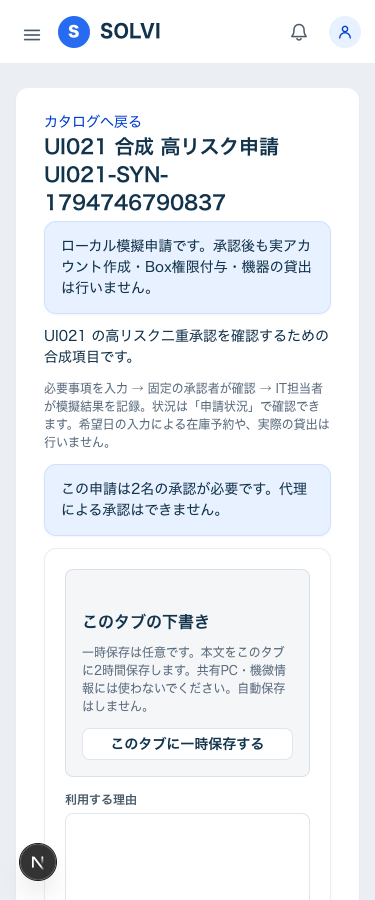 S SOLVI
カタログへ戻る
UI021 合成 高リスク申請
UI021-SYN-
1794746790837
ローカル模擬申請です。承認後も実アカ
ウント作成・Box権限付与・機器の貸出
は行いません。
UI021 の高リスク二重承認を確認するための
合成項目です。
必要事項を入力 → 固定の承認者が確認 → IT担当者
が模擬結果を記録。状況は「申請状況」で確認でき
ます。希望日の入力による在庫予約や、実際の貸出は
行いません。
この申請は2名の承認が必要です。代理
による承認はできません。
このタブの下書き
一時保存は任意です。本文をこのタブ
に2時間保存します。共有PC・機微情
報には使わないでください。自動保存
はしません。
このタブに一時保存する
利用する理由
N